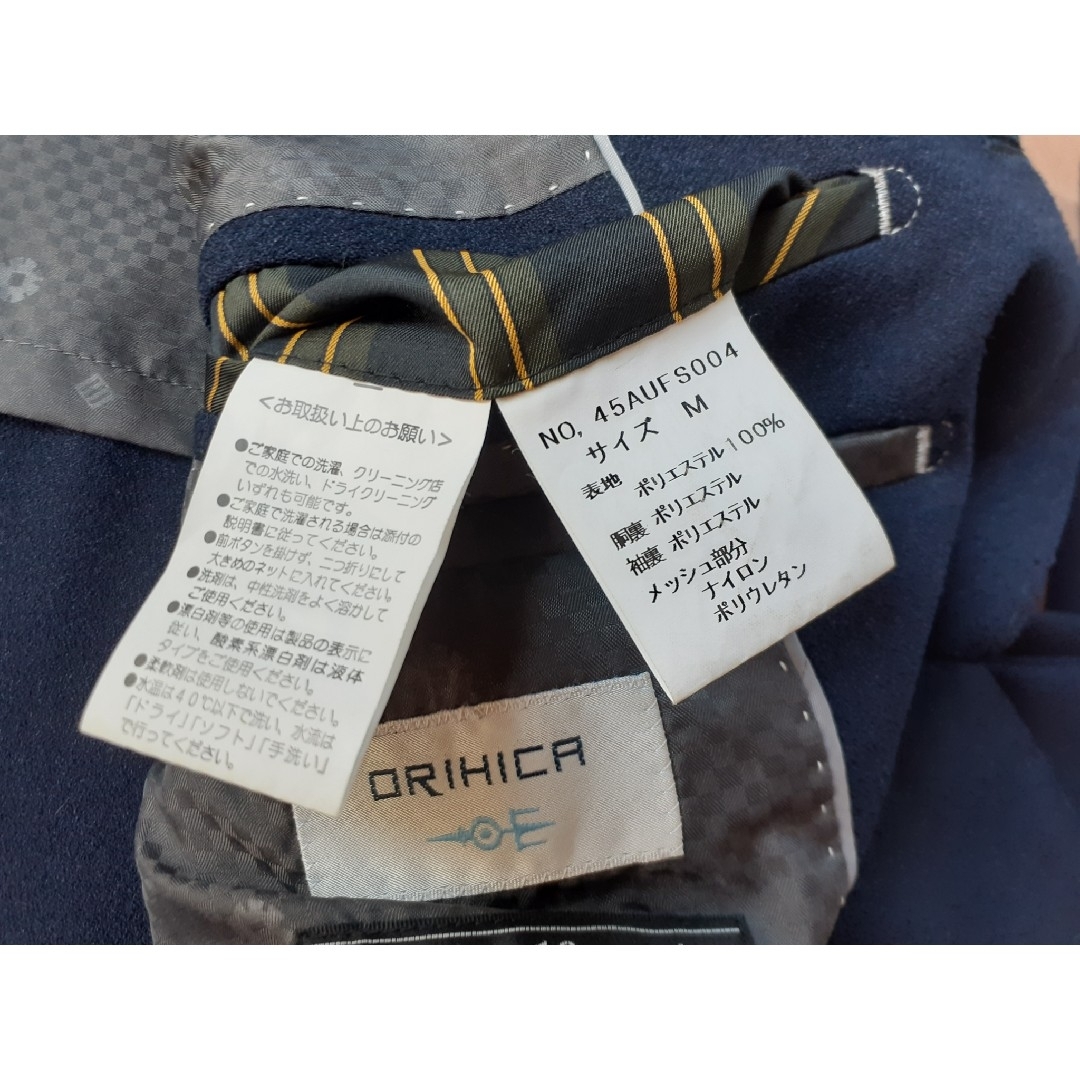 <お取扱い上のお願い>
●ご家庭での洗濯、クリーニング店
での水洗い、ドライクリーニング
いずれも可能です。
●ご家庭で洗濯される場合は添付の
説明書に従ってください。
●前ボタンを掛けず、二つ折りにして
大きめのネットに入れてください。
●洗剤は、中性洗剤をよく溶かして
ご使用ください。
●漂白剤等の使用は製品の表示に
従い、酸素系漂白剤は液体
タイプをご使用ください。
●柔軟剤は使用しないでください。
●水温は40℃以下で洗い、水流は
「ドライ」「ソフト」「手洗い」
で行ってください。
NO, 45AUFS004
サイズ M
表地 ポリエステル100%
胴裏 ポリエステル
袖裏 ポリエステル
メッシュ部分
ナイロン
ポリウレタン
ORIHICA